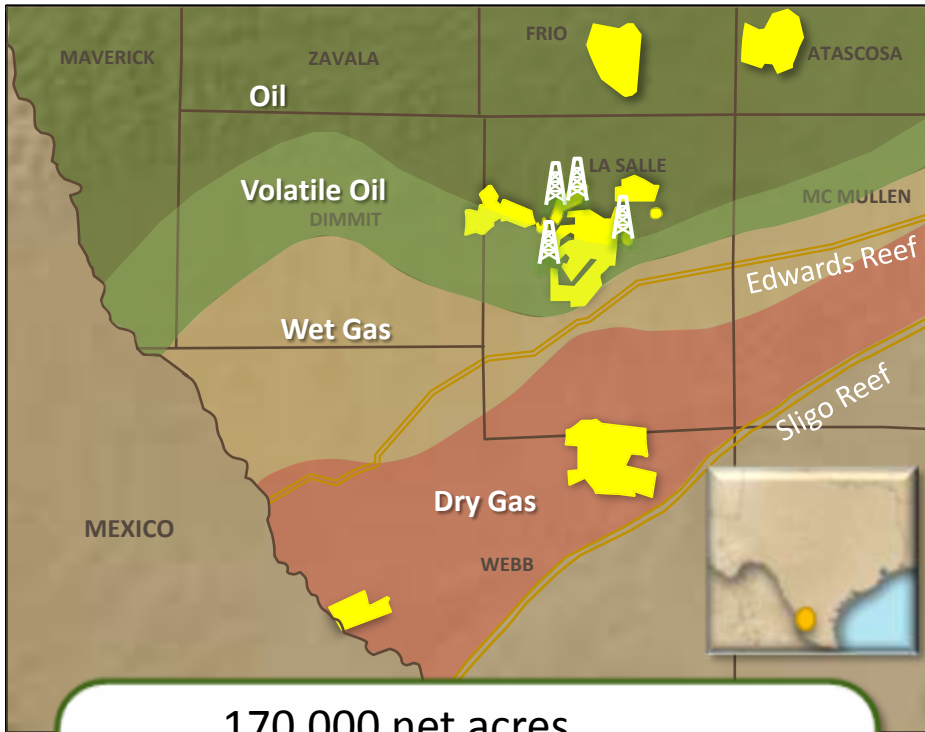 MAVERICK
ZAVALA
FRIO
ATASCOSA
Oil
LA SALLE
Volatile Oil
DIMMIT
MC MULLEN
Edwards Reef
Wet Gas
Sligo Reef
Dry Gas
MEXICO
WEBB
170,000 net acres